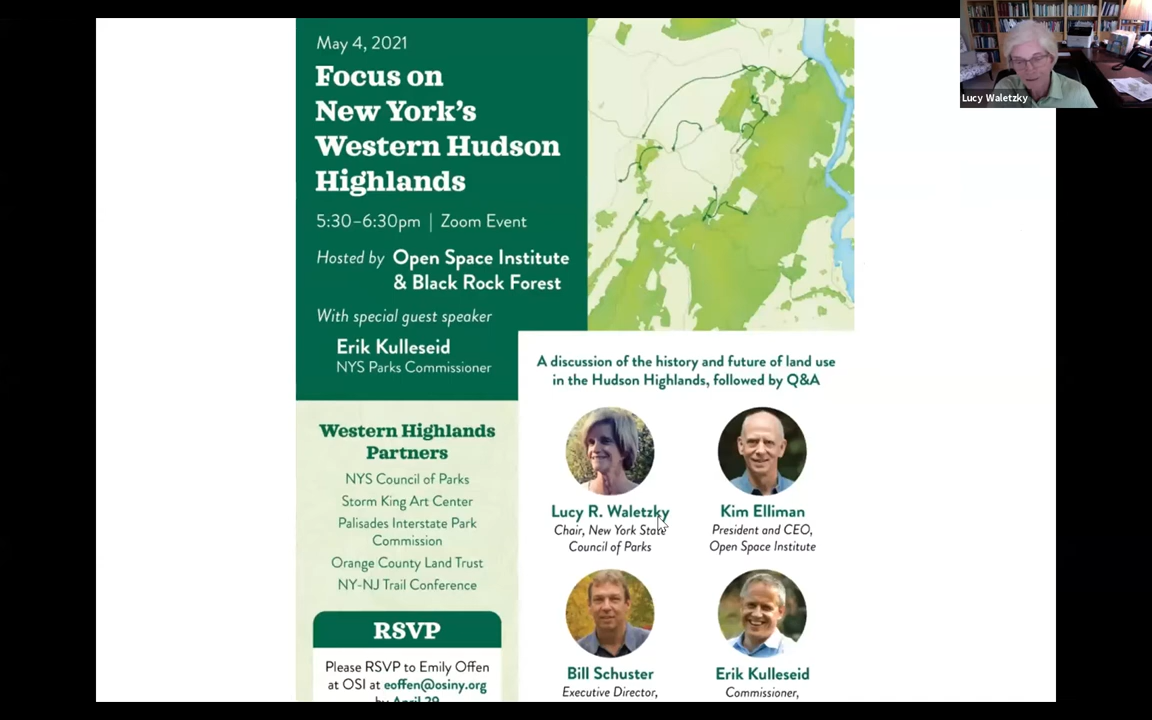 May 4, 2021
Focus on
New York's
Western Hudson
Highlands
5:30–6:30pm | Zoom Event
Hosted by Open Space Institute
& Black Rock Forest
With special guest speaker
Erik Kulleseid
NYS Parks Commissioner
Western Highlands
Partners
NYS Council of Parks
Storm King Art Center
Palisades Interstate Park
Commission
Orange County Land Trust
NY-NJ Trail Conference
RSVP
Please RSVP to Emily Offen
at OSI at eoffen@osiny.org
by April 29
A discussion of the history and future of land use
in the Hudson Highlands, followed by Q&A
Lucy R. Waletzky
Chair, New York State
Council of Parks
Kim Elliman
President and CEO,
Open Space Institute
Bill Schuster
Executive Director,
Erik Kulleseid
Commissioner,
Lucy Waletzky